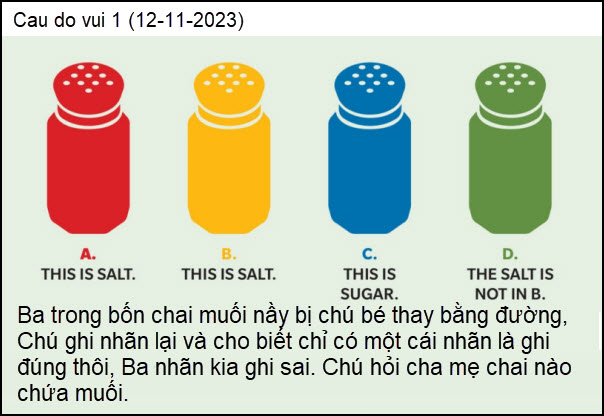 Cau do vui 1 (12-11-2023)
A. B. C. D.
THIS IS SALT. THIS IS SALT. THIS IS THE SALT IS
SUGAR. NOT IN B.
Ba trong bốn chai muối nầy bị chú bé thay bằng đường,
Chú ghi nhãn lại và cho biết chỉ có một cái nhãn là ghi
đúng thôi, Ba nhãn kia ghi sai. Chú hỏi cha mẹ chai nào
chứa muối.